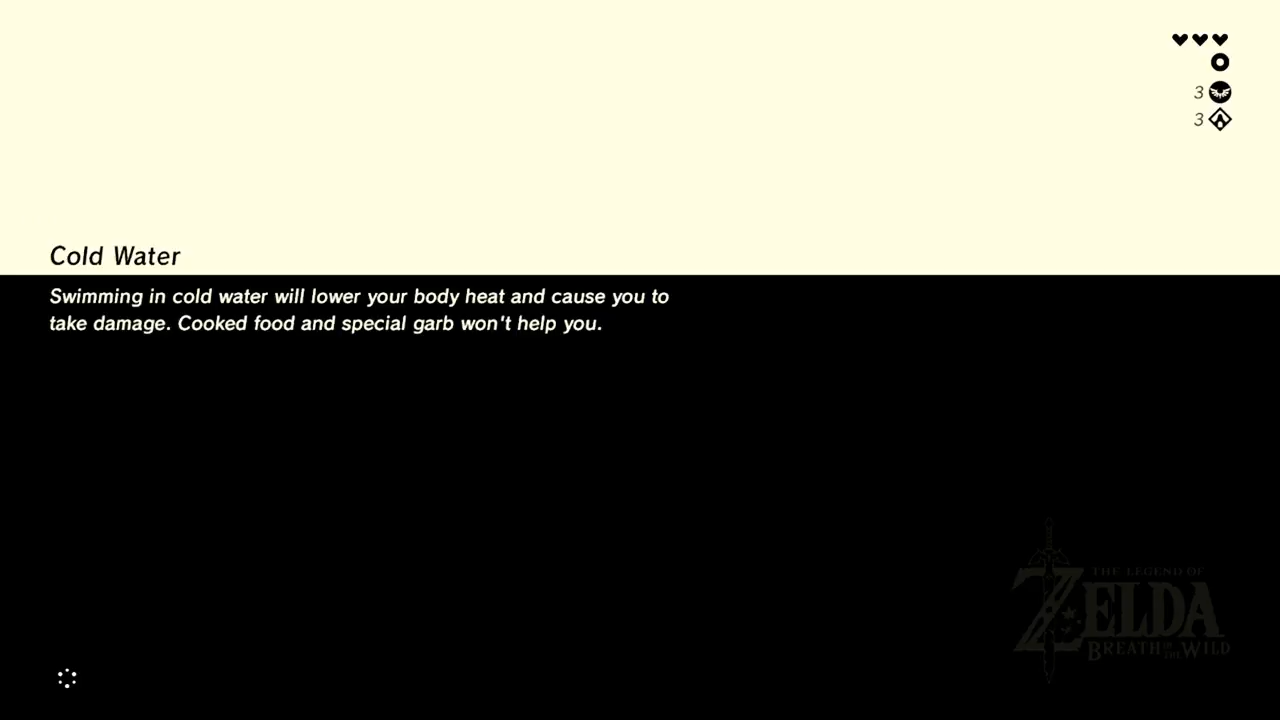 3
3
Cold Water
Swimming in cold water will lower your body heat and cause you to
take damage. Cooked food and special garb won't help you.
THE LEGEND OF
ZELDA
BREATH OF THE WILD